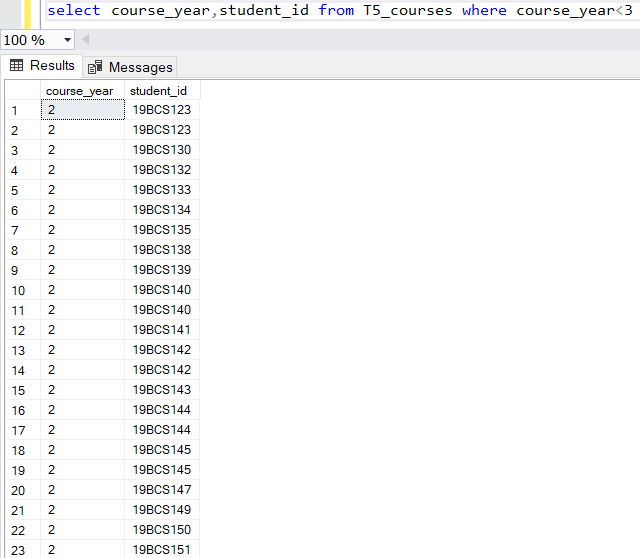 select course_year,student_id from T5_courses where course_year<3
100 %
Results Messages
course_year student_id
1 2 19BCS123
2 2 19BCS123
3 2 19BCS130
4 2 19BCS132
5 2 19BCS133
6 2 19BCS134
7 2 19BCS135
8 2 19BCS138
9 2 19BCS139
10 2 19BCS140
11 2 19BCS140
12 2 19BCS141
13 2 19BCS142
14 2 19BCS142
15 2 19BCS143
16 2 19BCS144
17 2 19BCS144
18 2 19BCS145
19 2 19BCS145
20 2 19BCS147
21 2 19BCS149
22 2 19BCS150
23 2 19BCS151